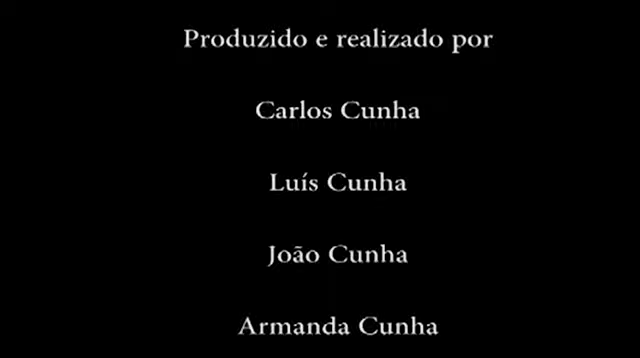 Produzido e realizado por
Carlos Cunha
Luís Cunha
João Cunha
Armanda Cunha